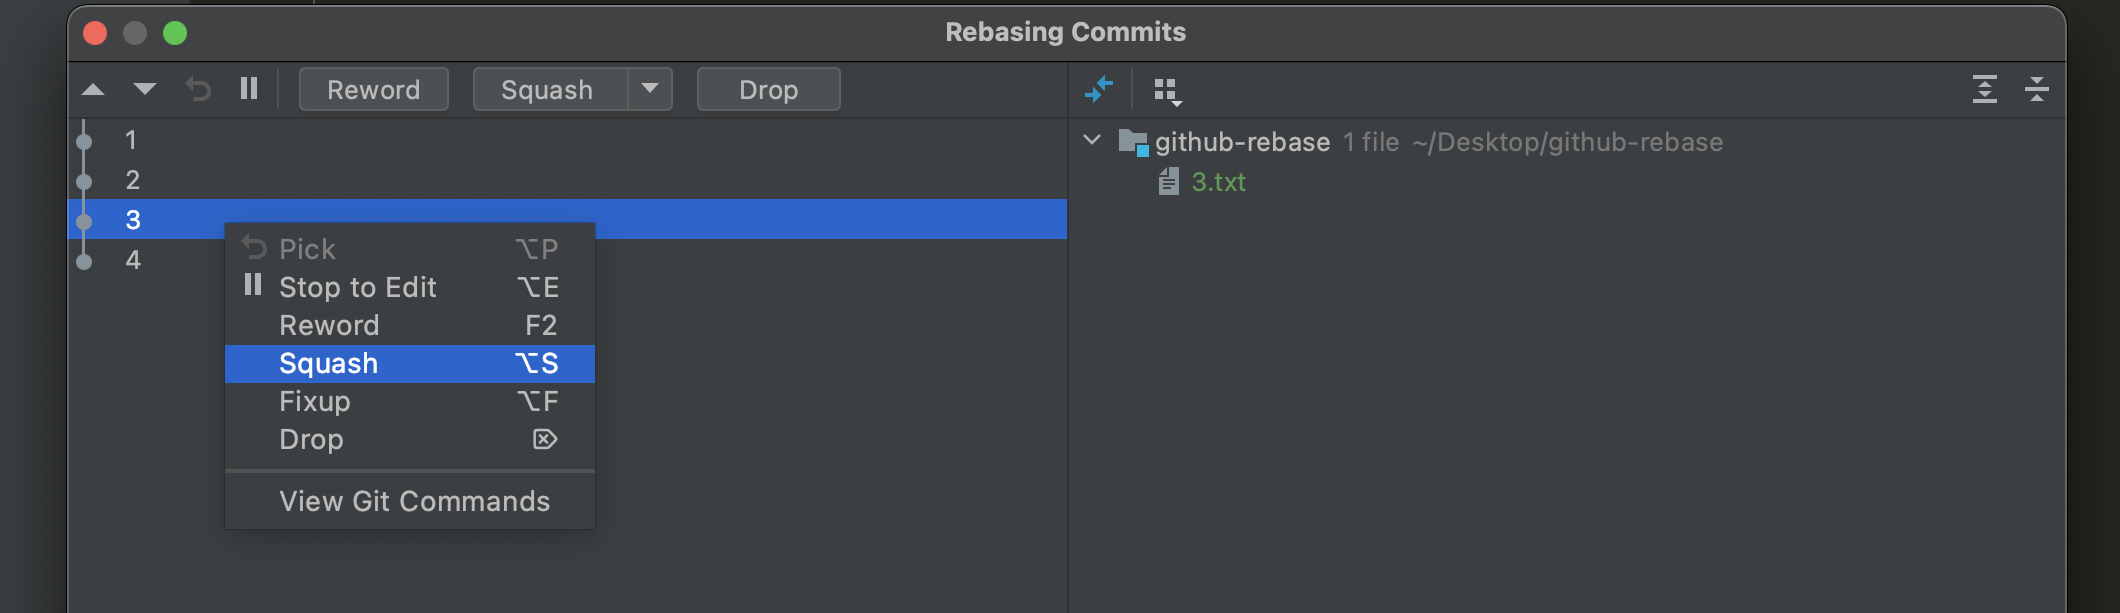 Rebasing Commits
Reword Squash Drop
1
2
3
4
Pick ⌥P
Stop to Edit ⌥E
Reword F2
Squash ⌥S
Fixup ⌥F
Drop ⌦
View Git Commands
github-rebase 1 file ~/Desktop/github-rebase
3.txt